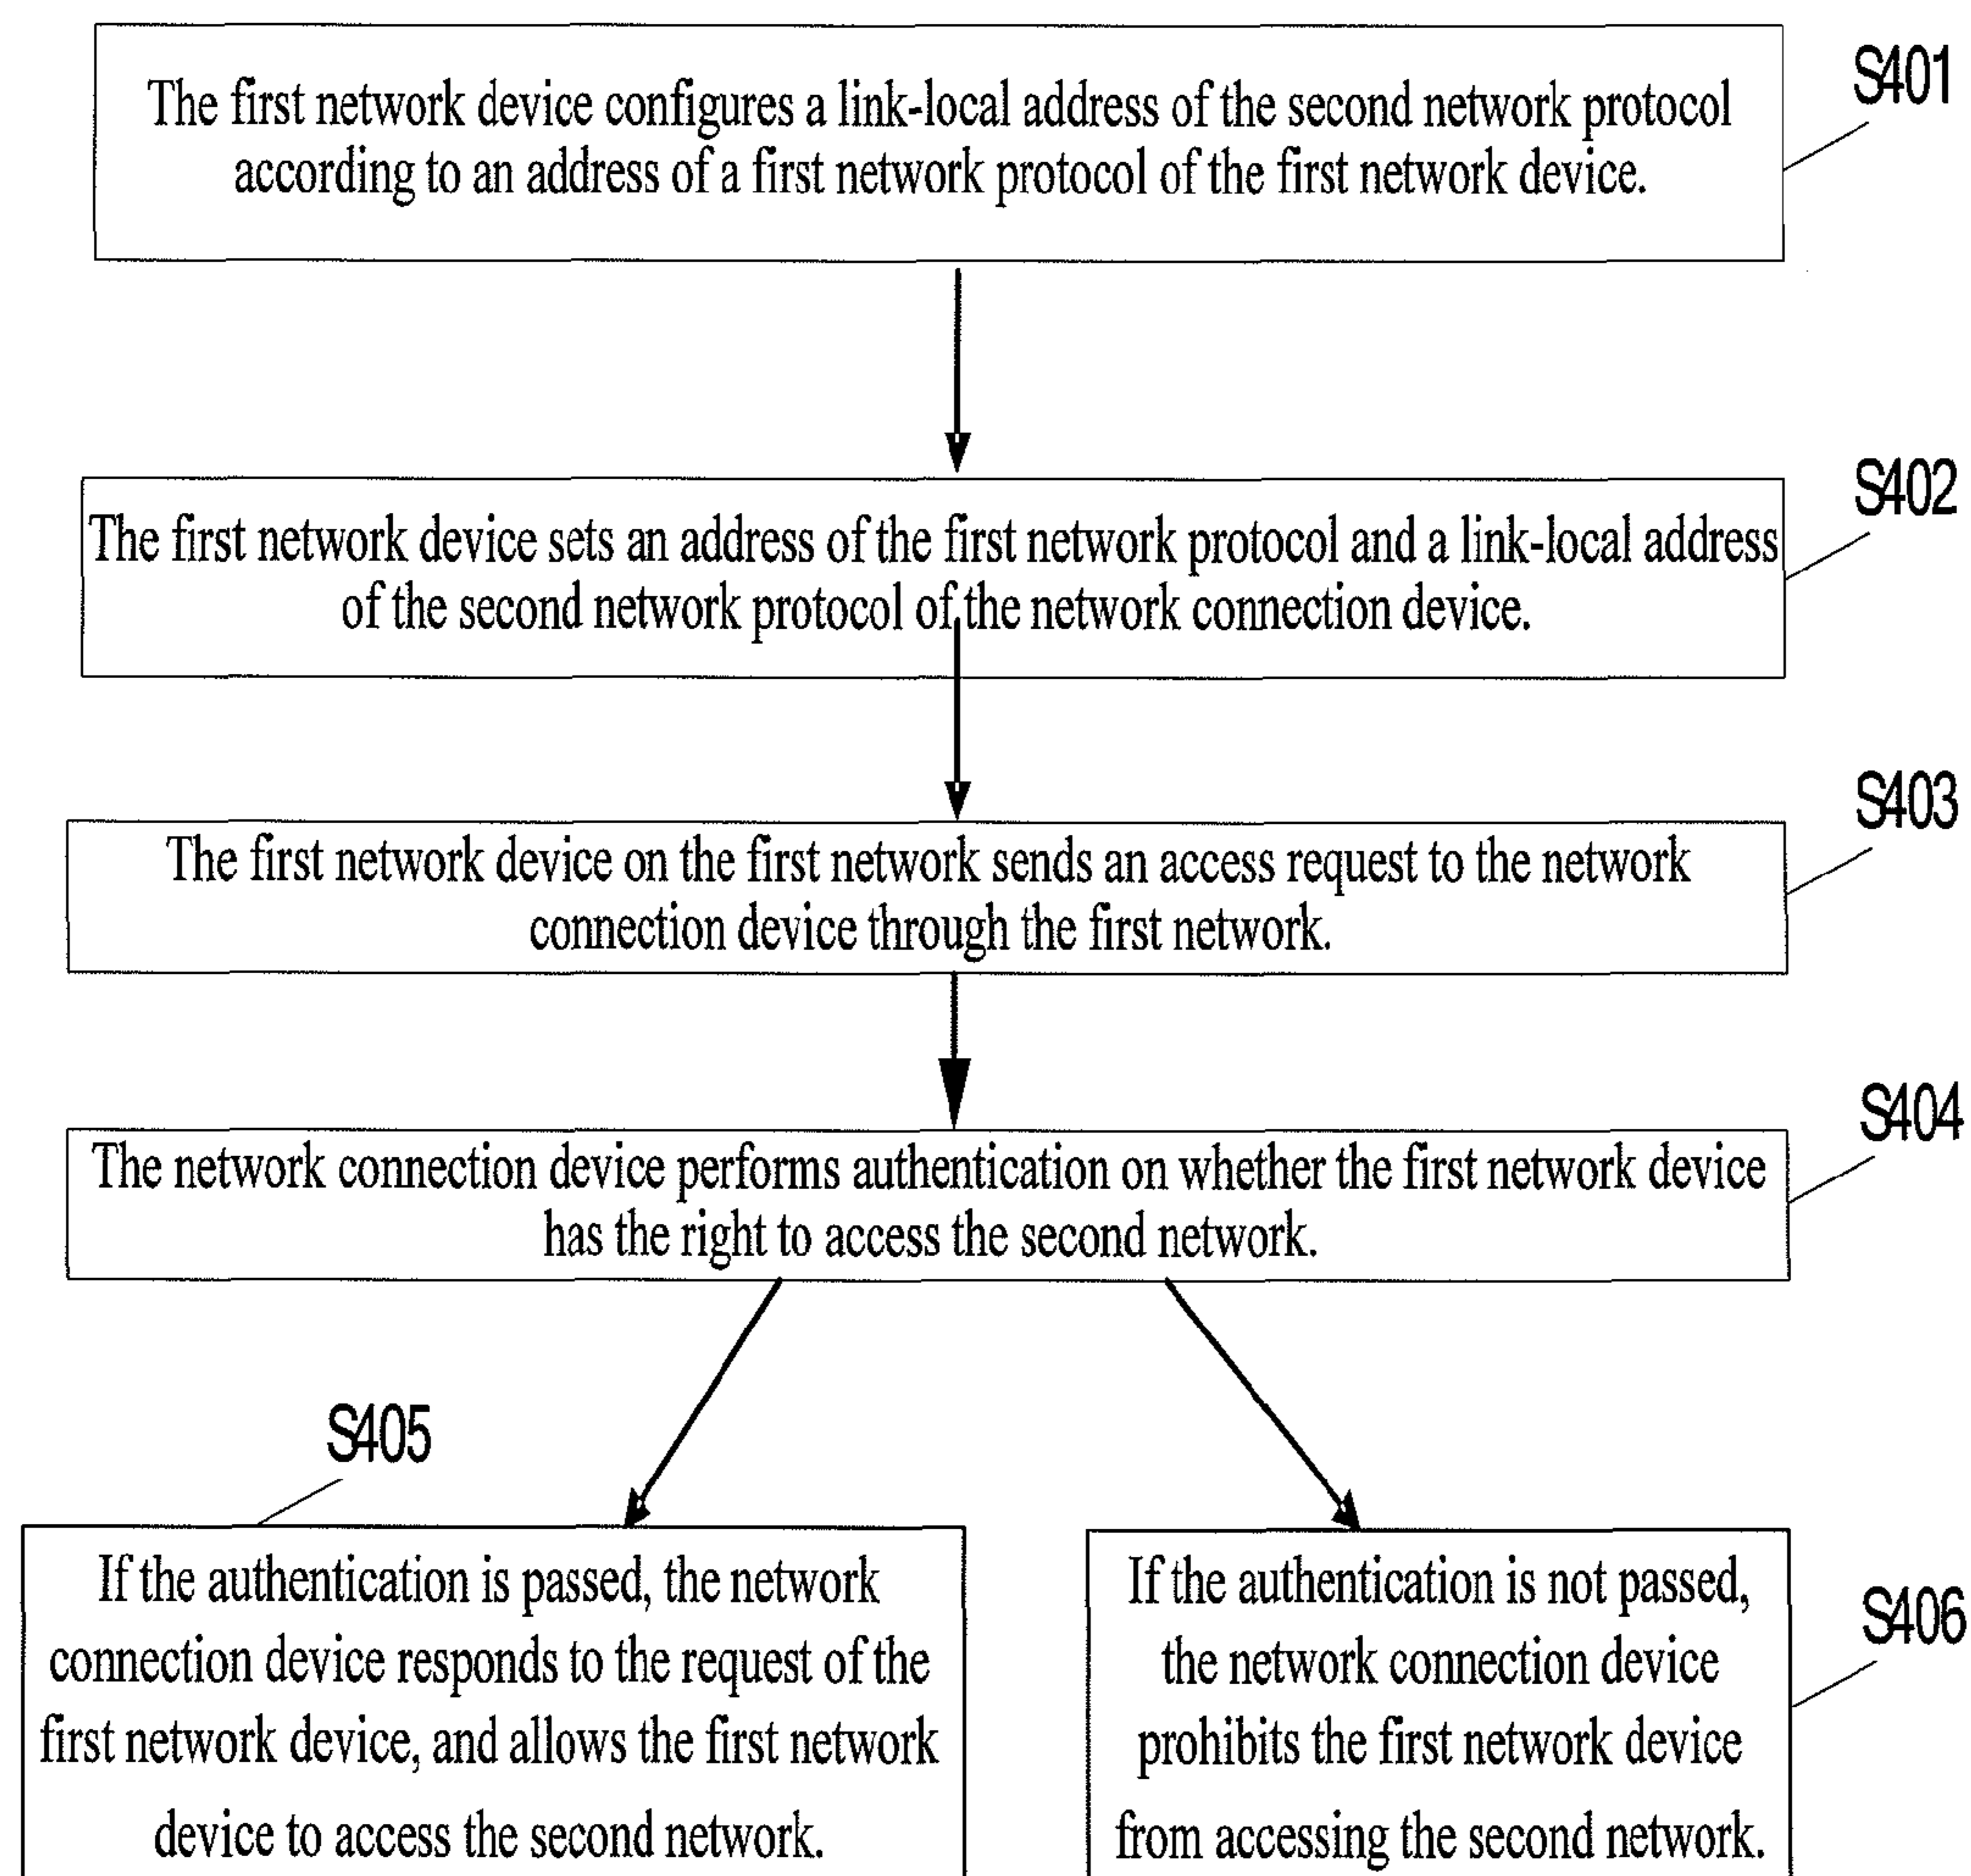 S401
The first network device configures a link-local address of the second network protocol
according to an address of a first network protocol of the first network device.
S402
The first network device sets an address of the first network protocol and a link-local address
of the second network protocol of the network connection device.
S403
The first network device on the first network sends an access request to the network
connection device through the first network.
S404
The network connection device performs authentication on whether the first network device
has the right to access the second network.
S405
If the authentication is passed, the network
connection device responds to the request of the
first network device, and allows the first network
device to access the second network.
If the authentication is not passed,
the network connection device
prohibits the first network device
from accessing the second network.
S406